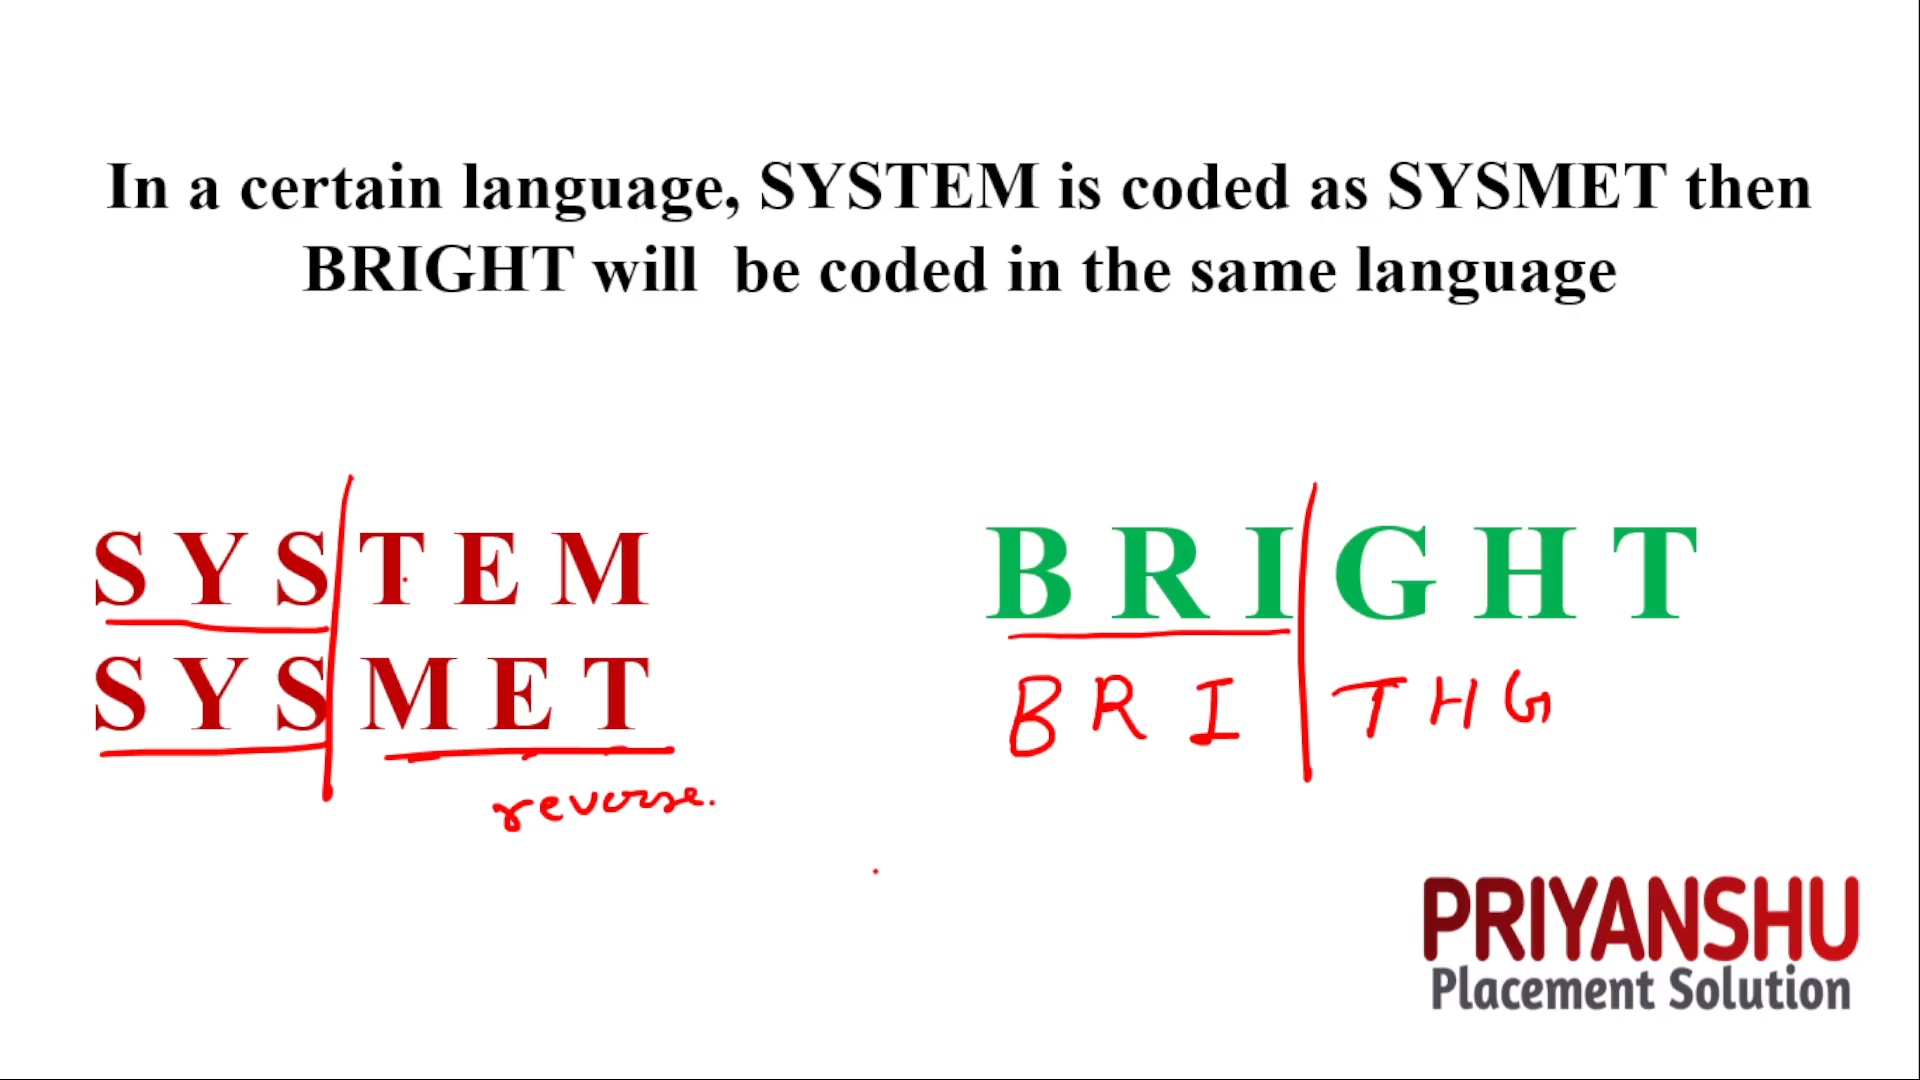 In a certain language, SYSTEM is coded as SYSMET then
BRIGHT will be coded in the same language
S Y S T E M
S Y S M E T
reverse.
B R I G H T
B R I T H G
PRIYANSHU
Placement Solution